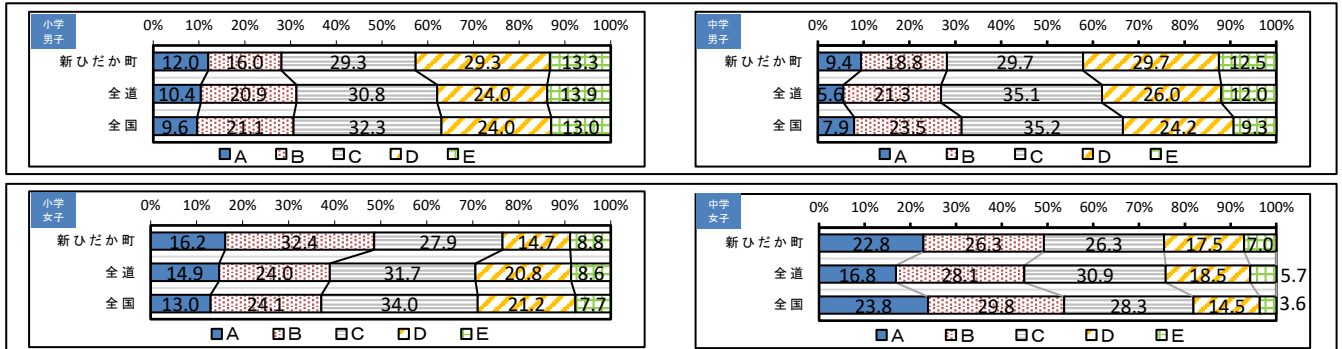 小学
男子
0% 10% 20% 30% 40% 50% 60% 70% 80% 90% 100%
新ひだか町 12.0 16.0 29.3 29.3 13.3
全道 10.4 20.9 30.8 24.0 13.9
全国 9.6 21.1 32.3 24.0 13.0
A B C D E
中学
男子
0% 10% 20% 30% 40% 50% 60% 70% 80% 90% 100%
新ひだか町 9.4 18.8 29.7 29.7 12.5
全道 5.6 21.3 35.1 26.0 12.0
全国 7.9 23.5 35.2 24.2 9.3
A B C D E
小学
女子
0% 10% 20% 30% 40% 50% 60% 70% 80% 90% 100%
新ひだか町 16.2 32.4 27.9 14.7 8.8
全道 14.9 24.0 31.7 20.8 8.6
全国 13.0 24.1 34.0 21.2 7.7
A B C D E
中学
女子
0% 10% 20% 30% 40% 50% 60% 70% 80% 90% 100%
新ひだか町 22.8 26.3 26.3 17.5 7.0
全道 16.8 28.1 30.9 18.5 5.7
全国 23.8 29.8 28.3 14.5 3.6
A B C D E